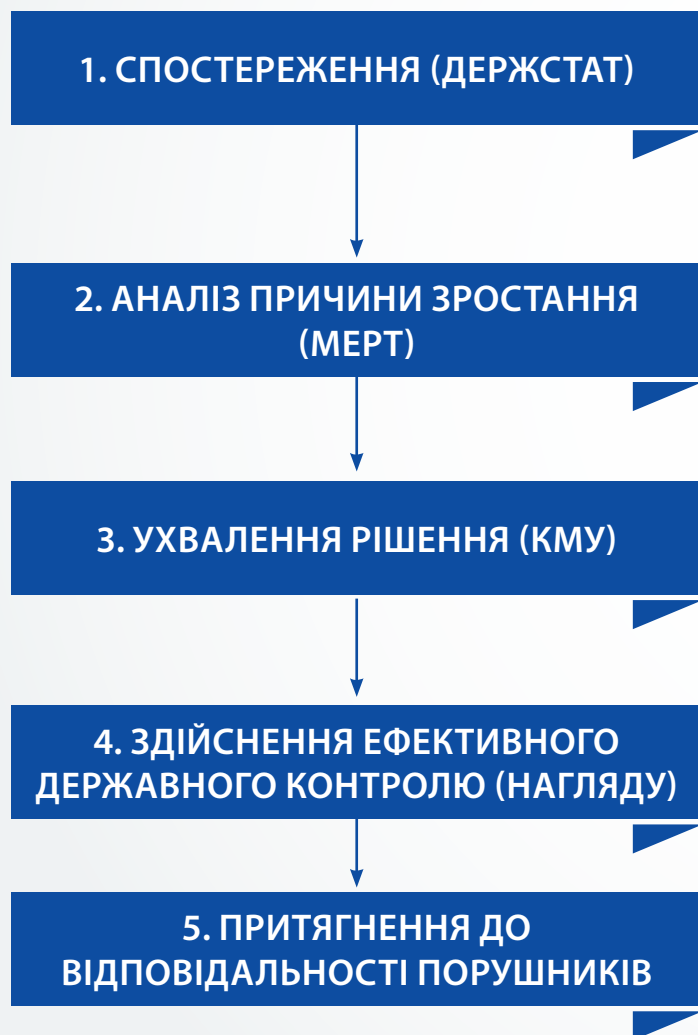 1. СПОСТЕРЕЖЕННЯ (ДЕРЖСТАТ)
2. АНАЛІЗ ПРИЧИНИ ЗРОСТАННЯ
(МЕРТ)
3. УХВАЛЕННЯ РІШЕННЯ (КМУ)
4. ЗДІЙСНЕННЯ ЕФЕКТИВНОГО
ДЕРЖАВНОГО КОНТРОЛЮ (НАГЛЯДУ)
5. ПРИТЯГНЕННЯ ДО
ВІДПОВІДАЛЬНОСТІ ПОРУШНИКІВ